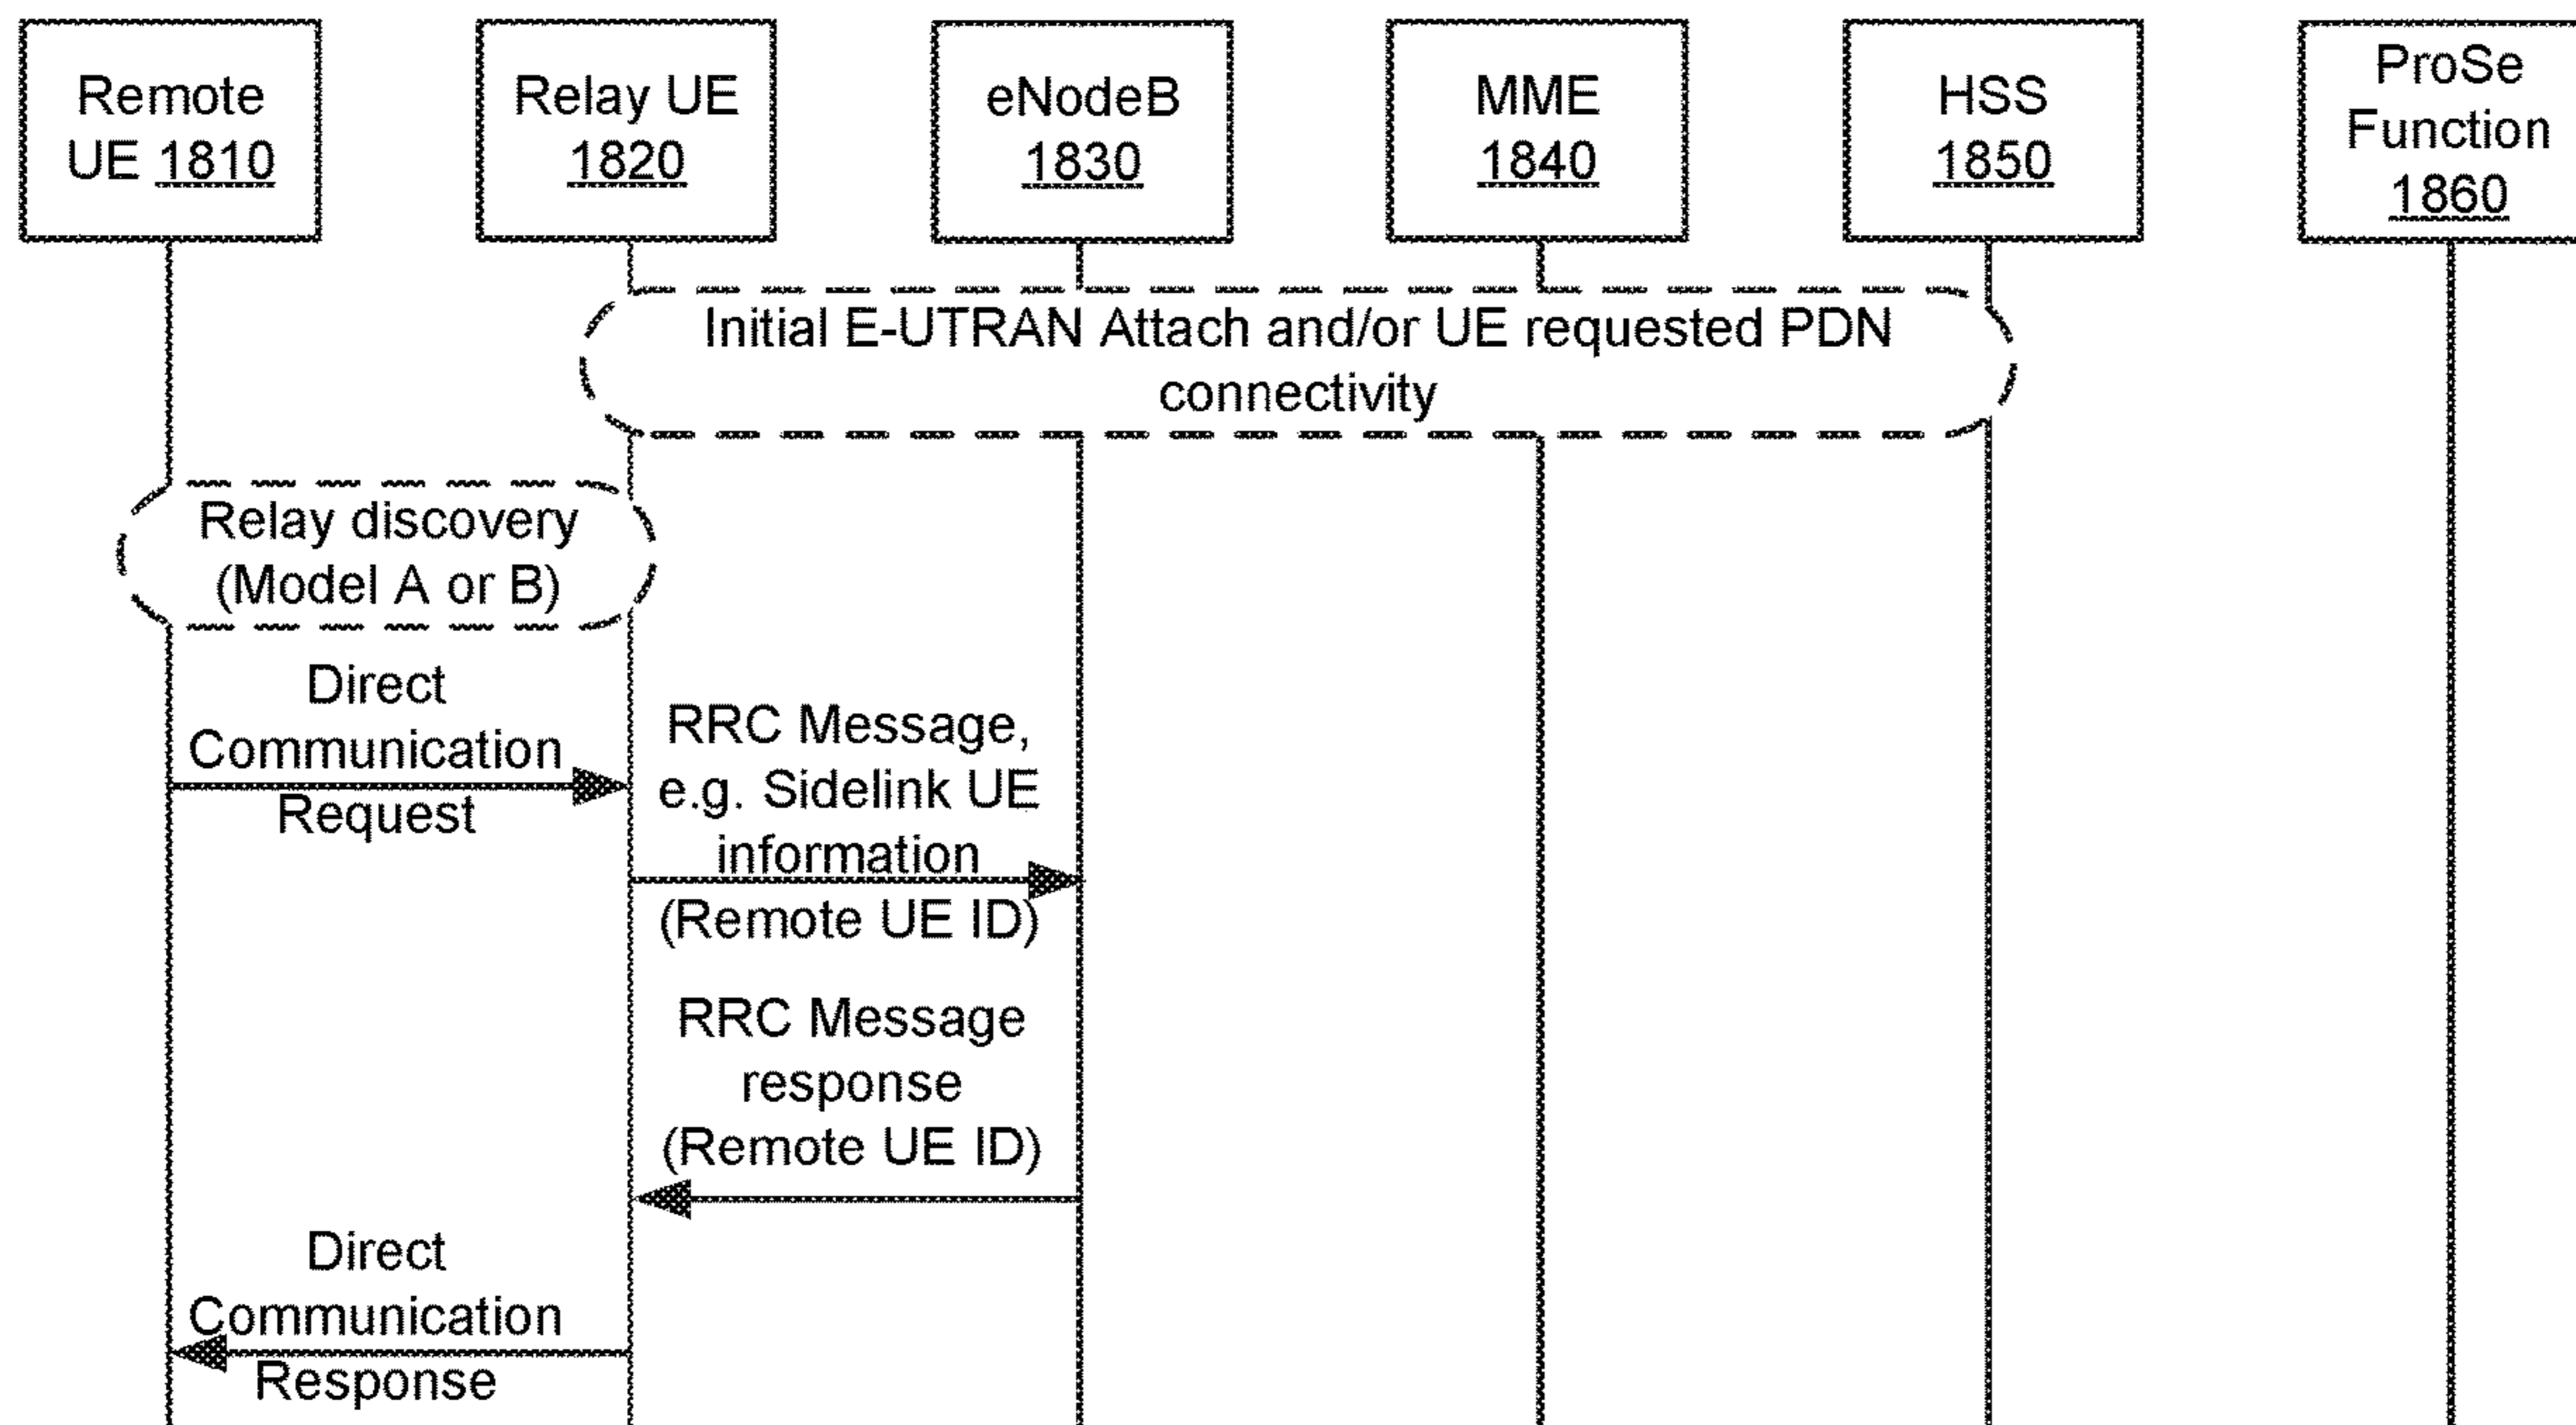 Remote
UE 1810
Relay UE
1820
eNodeB
1830
MME
1840
HSS
1850
ProSe
Function
1860
Initial E-UTRAN Attach and/or UE requested PDN
connectivity
Relay discovery
(Model A or B)
Direct
Communication
Request
RRC Message,
e.g. Sidelink UE
information
(Remote UE ID)
RRC Message
response
(Remote UE ID)
Direct
Communication
Response